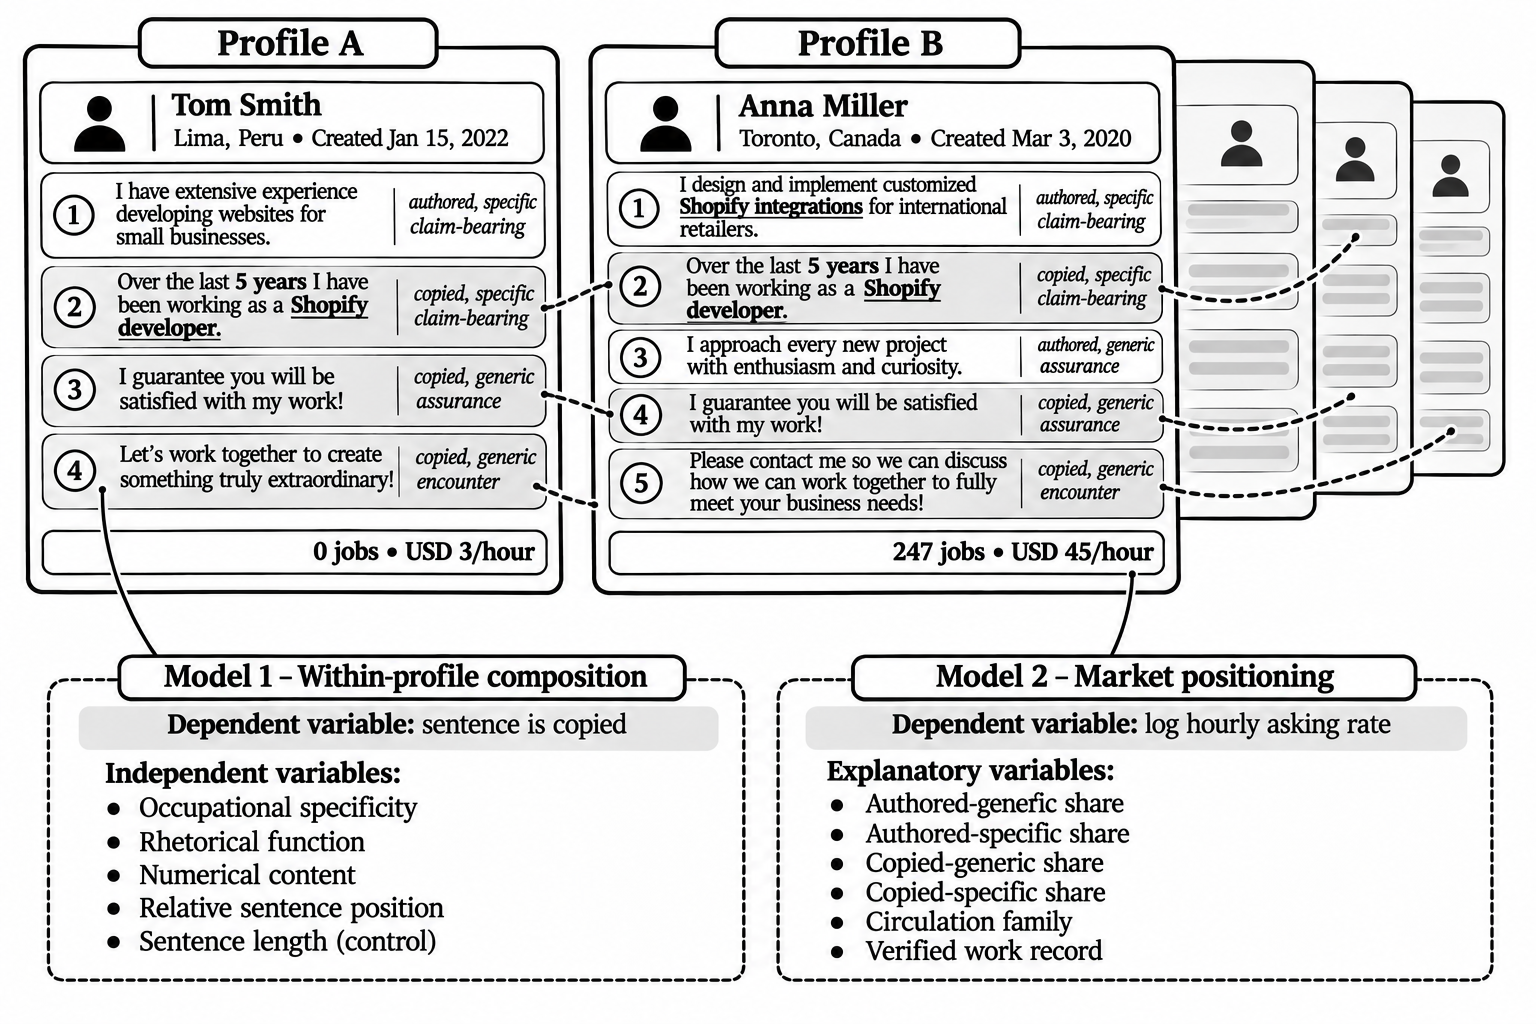 Profile A
Tom Smith
Lima, Peru • Created Jan 15, 2022
1
I have extensive experience
developing websites for
small businesses.
authored, specific
claim-bearing
2
Over the last 5 years I have
been working as a Shopify
developer.
copied, specific
claim-bearing
3
I guarantee you will be
satisfied with my work!
copied, generic
assurance
4
Let's work together to create
something truly extraordinary!
copied, generic
encounter
0 jobs • USD 3/hour
Profile B
Anna Miller
Toronto, Canada • Created Mar 3, 2020
1
I design and implement customized
Shopify integrations for international
retailers.
authored, specific
claim-bearing
2
Over the last 5 years I have
been working as a Shopify
developer.
copied, specific
claim-bearing
3
I approach every new project
with enthusiasm and curiosity.
authored, generic
assurance
4
I guarantee you will be satisfied
with my work!
copied, generic
assurance
5
Please contact me so we can discuss
how we can work together to fully
meet your business needs!
copied, generic
encounter
247 jobs • USD 45/hour
Model 1 – Within-profile composition
Dependent variable: sentence is copied
Independent variables:
• Occupational specificity
• Rhetorical function
• Numerical content
• Relative sentence position
• Sentence length (control)
Model 2 – Market positioning
Dependent variable: log hourly asking rate
Explanatory variables:
• Authored-generic share
• Authored-specific share
• Copied-generic share
• Copied-specific share
• Circulation family
• Verified work record